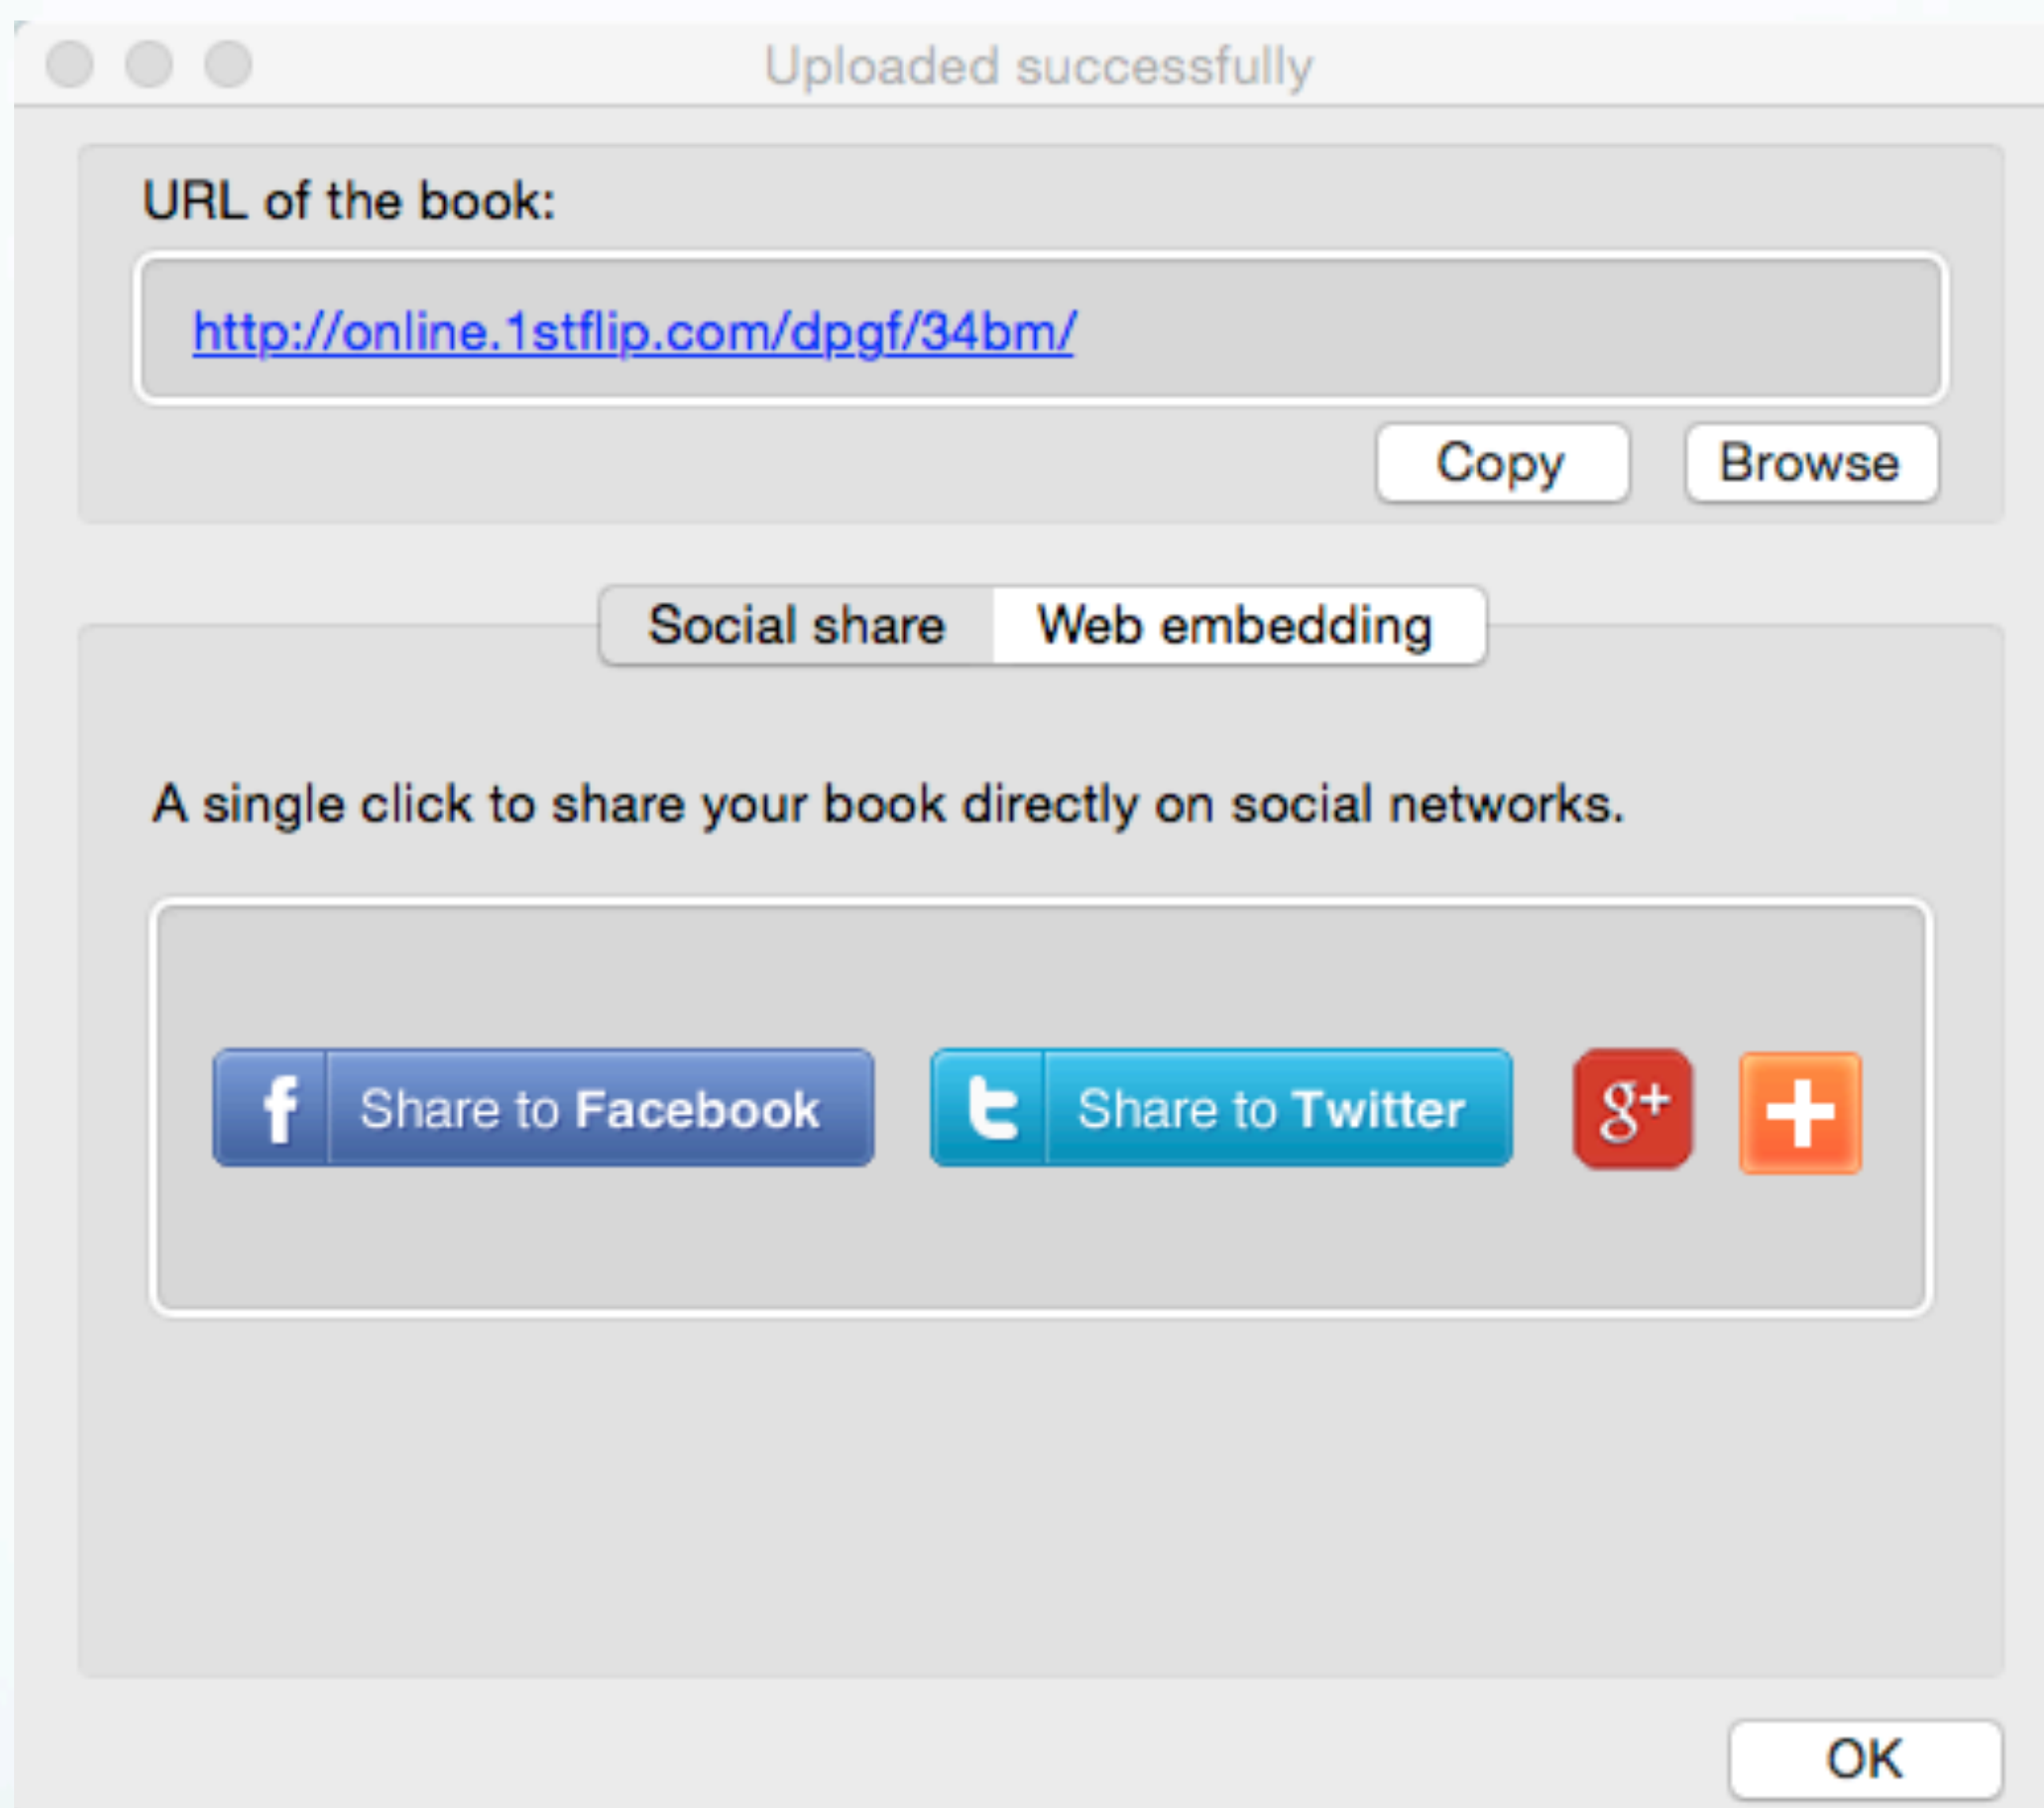 Uploaded successfully
URL of the book:
http://online.1stflip.com/dpgf/34bm/
Copy Browse
Social share Web embedding
A single click to share your book directly on social networks.
f Share to Facebook t Share to Twitter g+ +
OK